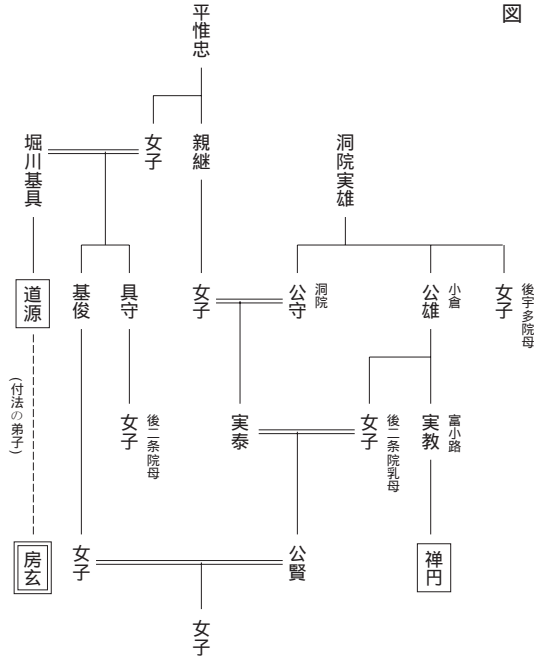 図
平惟忠
洞院実雄
親継
女子
堀川基具
後宇多院母
女子
小倉
公雄
洞院
公守
女子
具守
基俊
道源
富小路
実教
後二条院乳母
女子
実泰
後二条院母
女子
(付法の弟子)
禅円
公賢
女子
房玄
女子